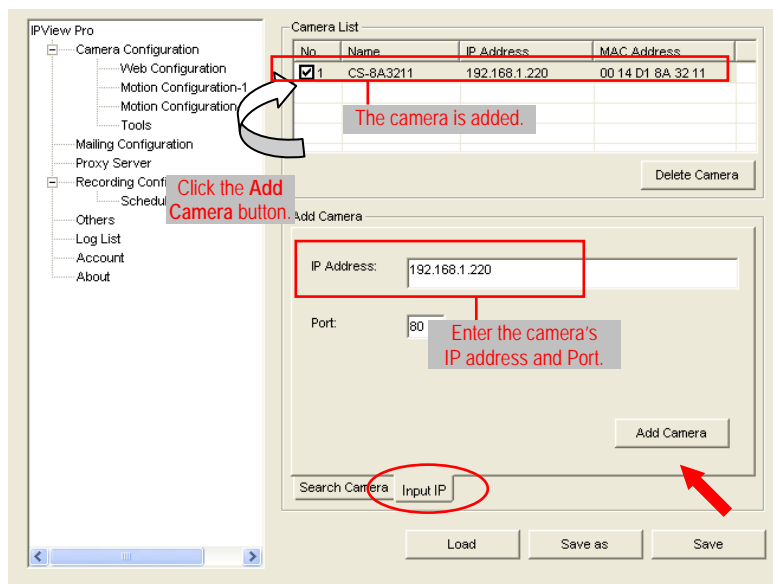 IPView Pro
Camera Configuration
Web Configuration
Motion Configuration-1
Motion Configuration
Tools
Mailing Configuration
Proxy Server
Recording Confi
Schedul
Others
Log List
Account
About
Click the Add
Camera button.
Camera List
No. Name IP Address MAC Address
1 CS-8A3211 192.168.1.220 00 14 D1 8A 32 11
The camera is added.
Delete Camera
Add Camera
IP Address: 192.168.1.220
Port: 80
Enter the camera's
IP address and Port.
Add Camera
Search Camera Input IP
Load Save as Save